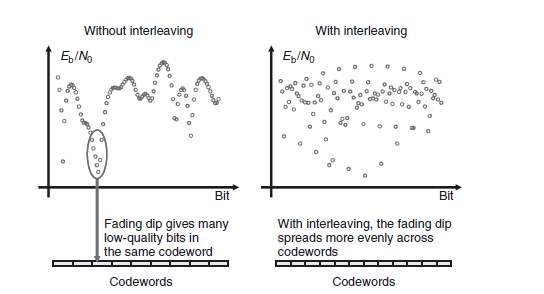 Without interleaving
Eb/N0
Bit
Fading dip gives many
low-quality bits in
the same codeword
Codewords
With interleaving
Eb/N0
Bit
With interleaving, the fading dip
spreads more evenly across
codewords
Codewords